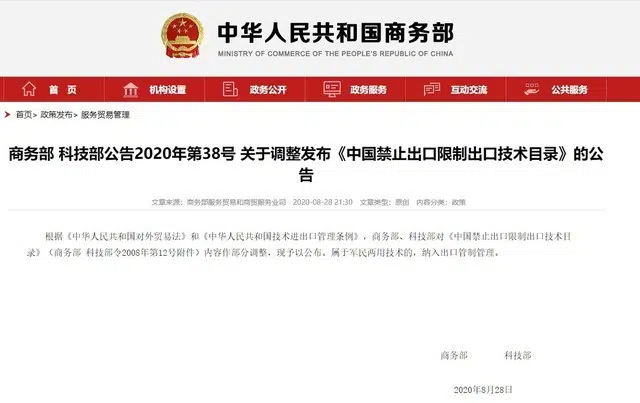 中华人民共和国商务部
MINISTRY OF COMMERCE OF THE PEOPLE'S REPUBLIC OF CHINA
首 页 机构设置 政务公开 政务服务 互动交流 公共服务
首页> 政策发布> 服务贸易管理
商务部 科技部公告2020年第38号 关于调整发布《中国禁止出口限制出口技术目录》的公
告
文章来源：商务部服务贸易和商贸服务业司 2020-08-28 21:30 文章类型：原创 内容分类：政策
根据《中华人民共和国对外贸易法》和《中华人民共和国技术进出口管理条例》，商务部、科技部对《中国禁止出口限制出口技术目
录》（商务部 科技部令2008年第12号附件）内容作部分调整，现予以公布。属于军民两用技术的，纳入出口管制管理。
商务部 科技部
2020年8月28日